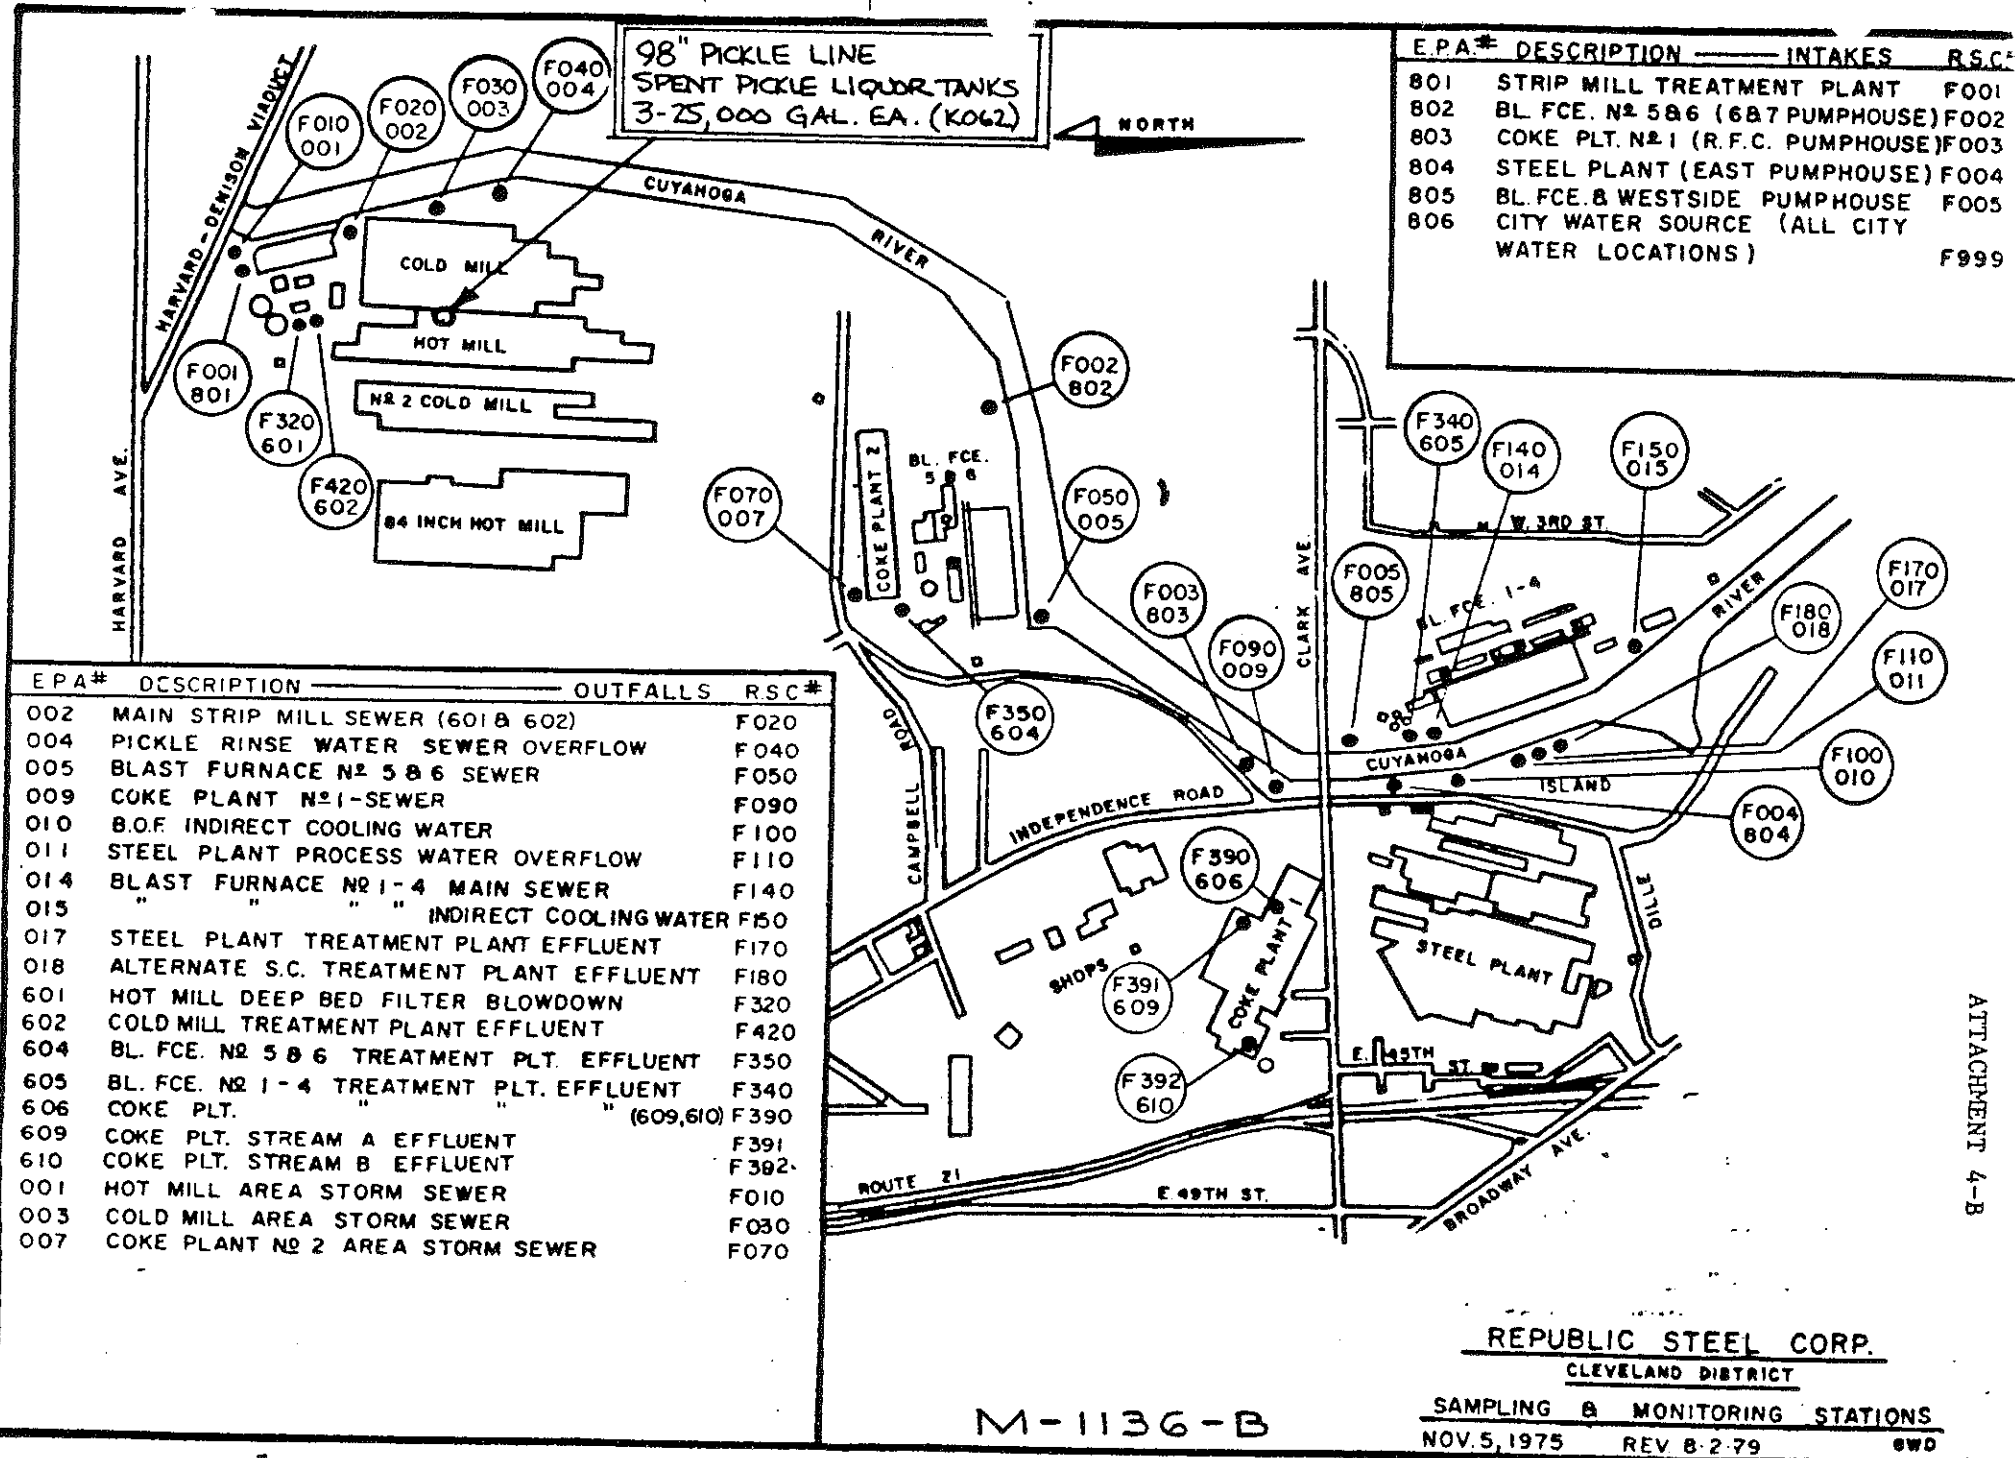 98" PICKLE LINE
SPENT PICKLE LIQUOR TANKS
3-25,000 GAL. EA. (K062)
NORTH
E.P.A.# DESCRIPTION INTAKES R.S.C.#
801 STRIP MILL TREATMENT PLANT F001
802 BL. FCE. Nº 5&6 (6&7 PUMPHOUSE) F002
803 COKE PLT. Nº 1 (R.F.C. PUMPHOUSE) F003
804 STEEL PLANT (EAST PUMPHOUSE) F004
805 BL. FCE. & WESTSIDE PUMPHOUSE F005
806 CITY WATER SOURCE (ALL CITY
WATER LOCATIONS) F999
F010
001
F020
002
F030
003
F040
004
HARVARD-DENISON VIADUCT
CUYAHOGA
RIVER
COLD MILL
HOT MILL
Nº 2 COLD MILL
84 INCH HOT MILL
F001
801
F320
601
F420
602
HARVARD AVE.
F002
802
BL. FCE.
5 & 6
COKE PLANT 2
F070
007
F050
005
F350
604
F003
803
F090
009
CLARK AVE.
F005
805
F340
605
F140
014
F150
015
W. 3RD ST.
BL. FCE. 1-4
RIVER
F170
017
F180
018
F110
011
F100
010
F004
804
CUYAHOGA
ISLAND
CAMPBELL ROAD
INDEPENDENCE ROAD
F390
606
F391
609
F392
610
SHOPS
COKE PLANT 1
STEEL PLANT
DILLE
E. 45TH ST.
ROUTE 21
E. 49TH ST.
BROADWAY AVE.
EPA# DESCRIPTION OUTFALLS RSC#
002 MAIN STRIP MILL SEWER (601 & 602) F020
004 PICKLE RINSE WATER SEWER OVERFLOW F040
005 BLAST FURNACE Nº 5 & 6 SEWER F050
009 COKE PLANT Nº 1-SEWER F090
010 B.O.F. INDIRECT COOLING WATER F100
011 STEEL PLANT PROCESS WATER OVERFLOW F110
014 BLAST FURNACE Nº 1-4 MAIN SEWER F140
015 " " " " INDIRECT COOLING WATER F150
017 STEEL PLANT TREATMENT PLANT EFFLUENT F170
018 ALTERNATE S.C. TREATMENT PLANT EFFLUENT F180
601 HOT MILL DEEP BED FILTER BLOWDOWN F320
602 COLD MILL TREATMENT PLANT EFFLUENT F420
604 BL. FCE. Nº 5 & 6 TREATMENT PLT. EFFLUENT F350
605 BL. FCE. Nº 1-4 TREATMENT PLT. EFFLUENT F340
606 COKE PLT. " " " (609,610) F390
609 COKE PLT. STREAM A EFFLUENT F391
610 COKE PLT. STREAM B EFFLUENT F392
001 HOT MILL AREA STORM SEWER F010
003 COLD MILL AREA STORM SEWER F030
007 COKE PLANT Nº 2 AREA STORM SEWER F070
ATTACHMENT 4-B
REPUBLIC STEEL CORP.
CLEVELAND DISTRICT
SAMPLING & MONITORING STATIONS
NOV. 5, 1975 REV. 8-2-79 GWD
M-1136-B